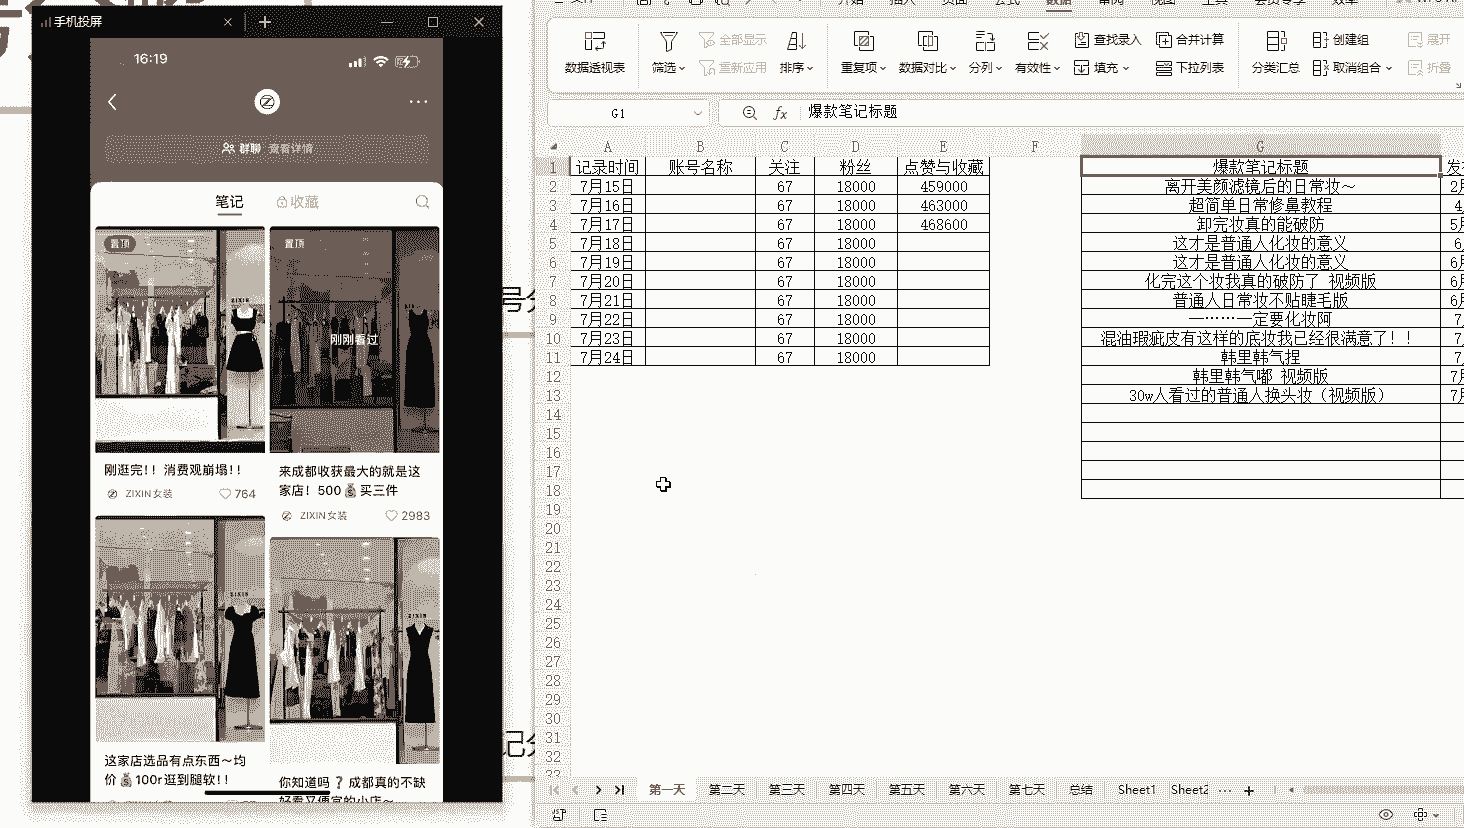 手机投屏
16:19
群聊 查看详情
笔记 收藏
置顶
刚逛完!! 消费观崩塌!!
ZIXIN女装 764
置顶
刚刚看过
来成都收获最大的就是这
家店! 500💰买三件
ZIXIN女装 2983
这家店选品有点东西～均
价💰100r逛到腿软!!
你知道吗❓成都真的不缺
好看又便宜的小店～
数据透视表 筛选 全部显示 重新应用 排序 重复项 数据对比 分列 有效性 查找录入 填充 合并计算 下拉列表 分类汇总 创建组 取消组合 展开 折叠
G1 fx 爆款笔记标题
A B C D E F G
1 记录时间 账号名称 关注 粉丝 点赞与收藏 爆款笔记标题
2 7月15日 67 18000 459000 离开美颜滤镜后的日常妆～
3 7月16日 67 18000 463000 超简单日常修鼻教程
4 7月17日 67 18000 468600 卸完妆真的能破防
5 7月18日 67 18000 这才是普通人化妆的意义
6 7月19日 67 18000 这才是普通人化妆的意义
7 7月20日 67 18000 化完这个妆我真的破防了 视频版
8 7月21日 67 18000 普通人日常妆不贴睫毛版
9 7月22日 67 18000 一……一定要化妆阿
10 7月23日 67 18000 混油瑕疵皮有这样的底妆我已经很满意了！！
11 7月24日 67 18000 韩里韩气捏
12 韩里韩气嘟 视频版
13 30w人看过的普通人换头妆（视频版）
14
15
16
17
18
19
20
21
22
23
24
25
26
27
28
29
30
31
32
第一天 第二天 第三天 第四天 第五天 第六天 第七天 总结 Sheet1 Sheet2 ···